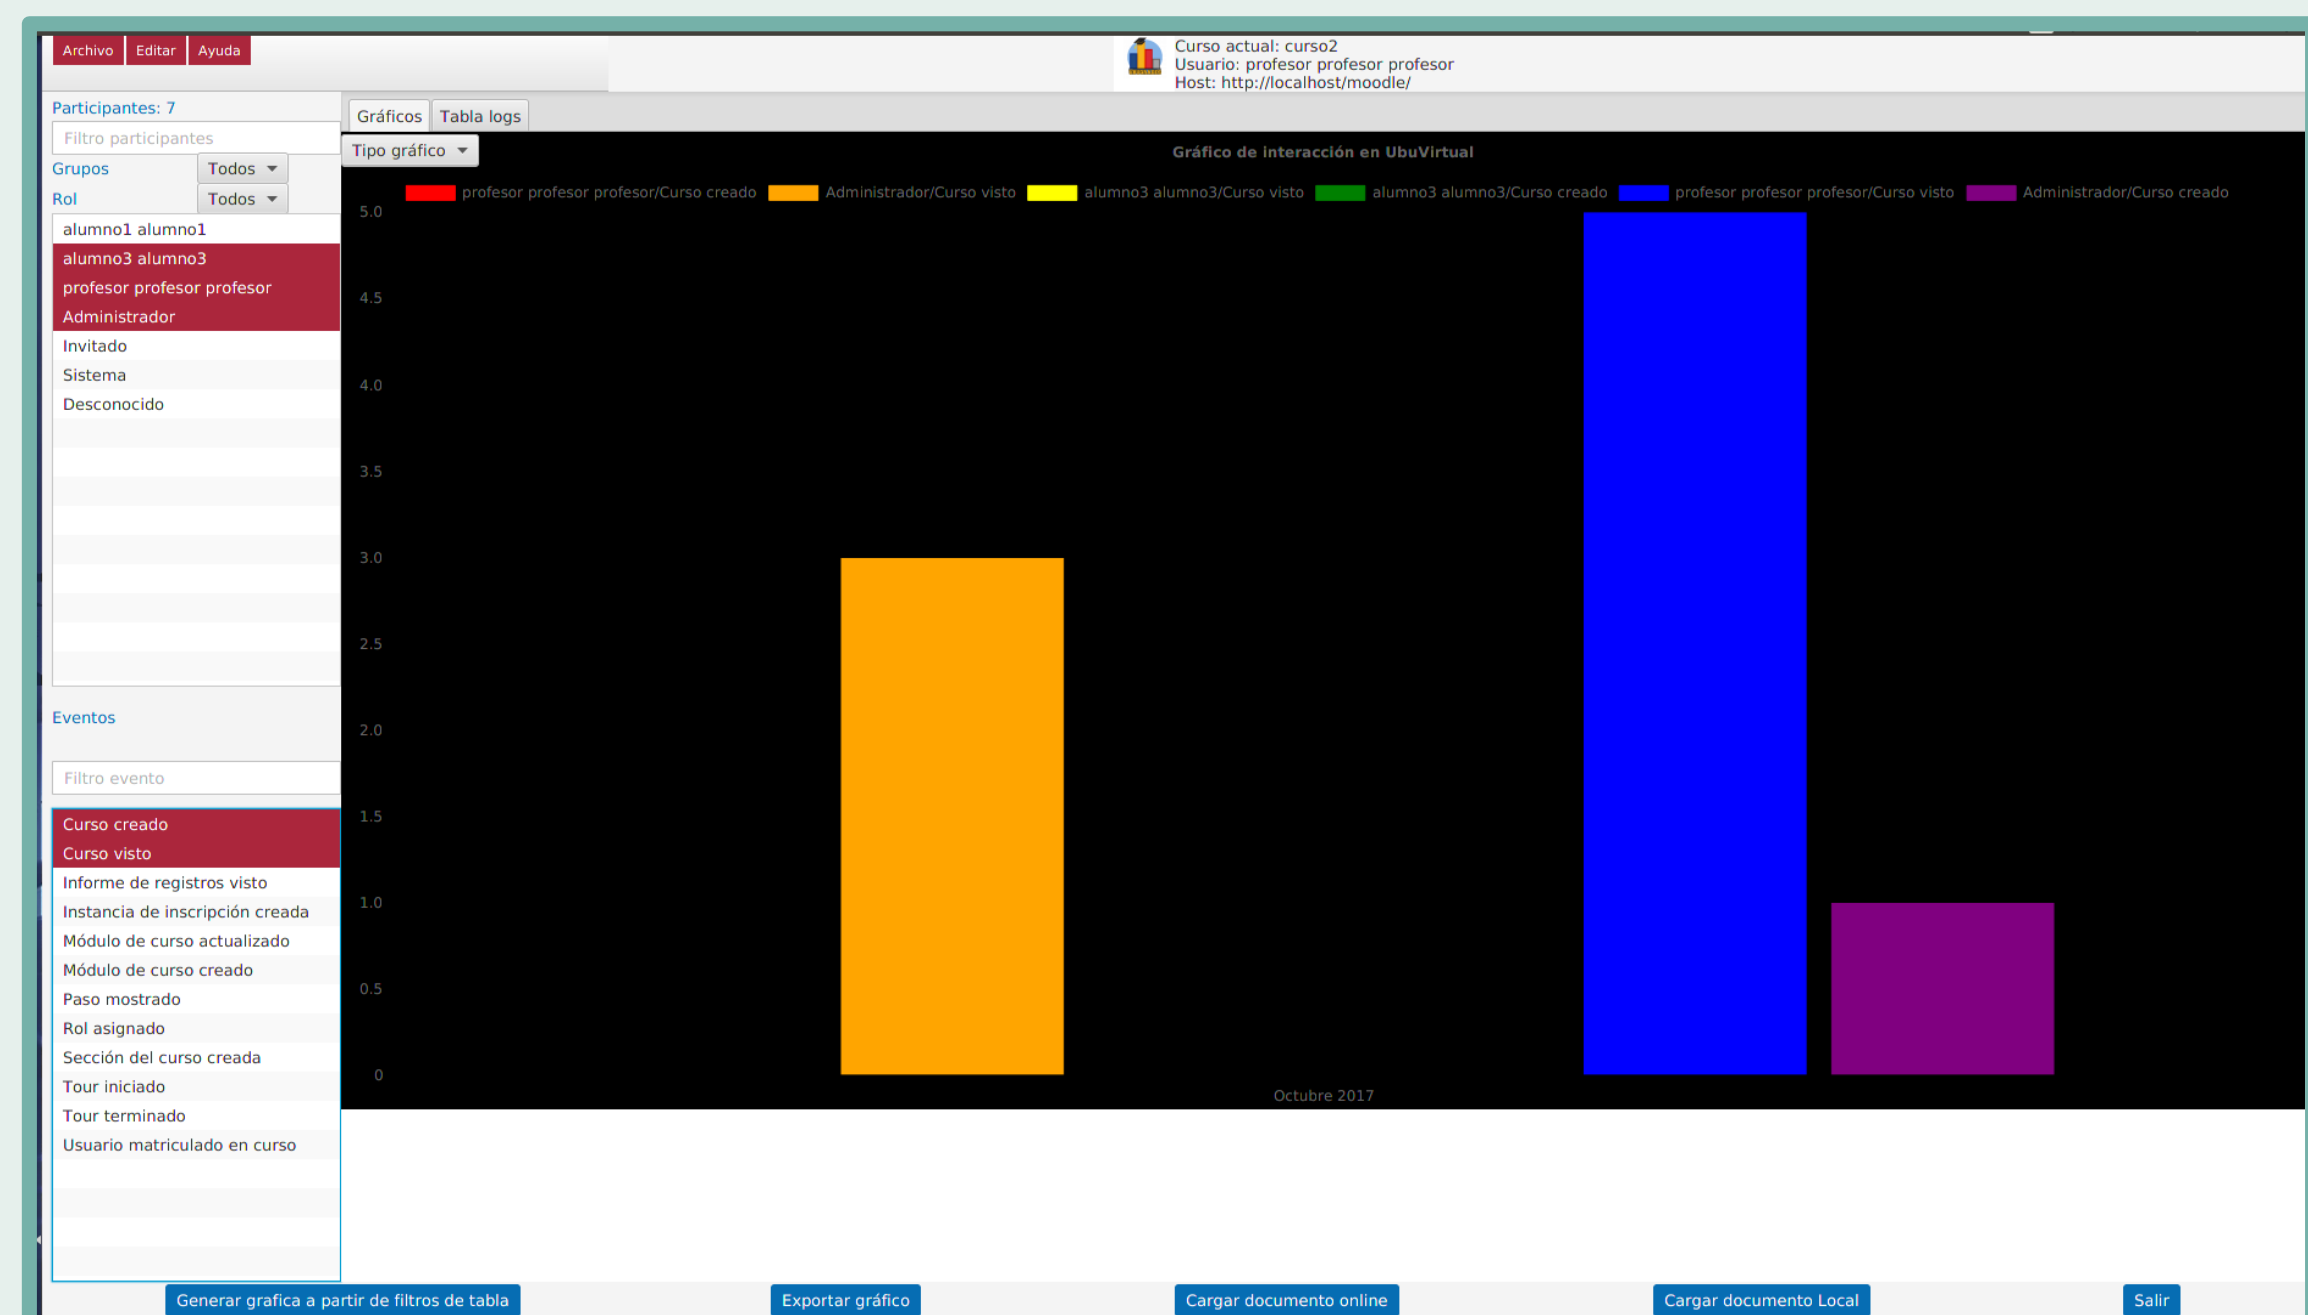 Archivo Editar Ayuda
Curso actual: curso2
Usuario: profesor profesor profesor
Host: http://localhost/moodle/
Participantes: 7
Filtro participantes
Grupos Todos
Rol Todos
alumno1 alumno1
alumno3 alumno3
profesor profesor profesor
Administrador
Invitado
Sistema
Desconocido
Eventos
Filtro evento
Curso creado
Curso visto
Informe de registros visto
Instancia de inscripción creada
Módulo de curso actualizado
Módulo de curso creado
Paso mostrado
Rol asignado
Sección del curso creada
Tour iniciado
Tour terminado
Usuario matriculado en curso
Gráficos Tabla logs
Tipo gráfico
Gráfico de interacción en UbuVirtual
profesor profesor profesor/Curso creado Administrador/Curso visto alumno3 alumno3/Curso visto alumno3 alumno3/Curso creado profesor profesor profesor/Curso visto Administrador/Curso creado
5.0
4.5
4.0
3.5
3.0
2.5
2.0
1.5
1.0
0.5
0
Octubre 2017
Generar grafica a partir de filtros de tabla Exportar gráfico Cargar documento online Cargar documento Local Salir